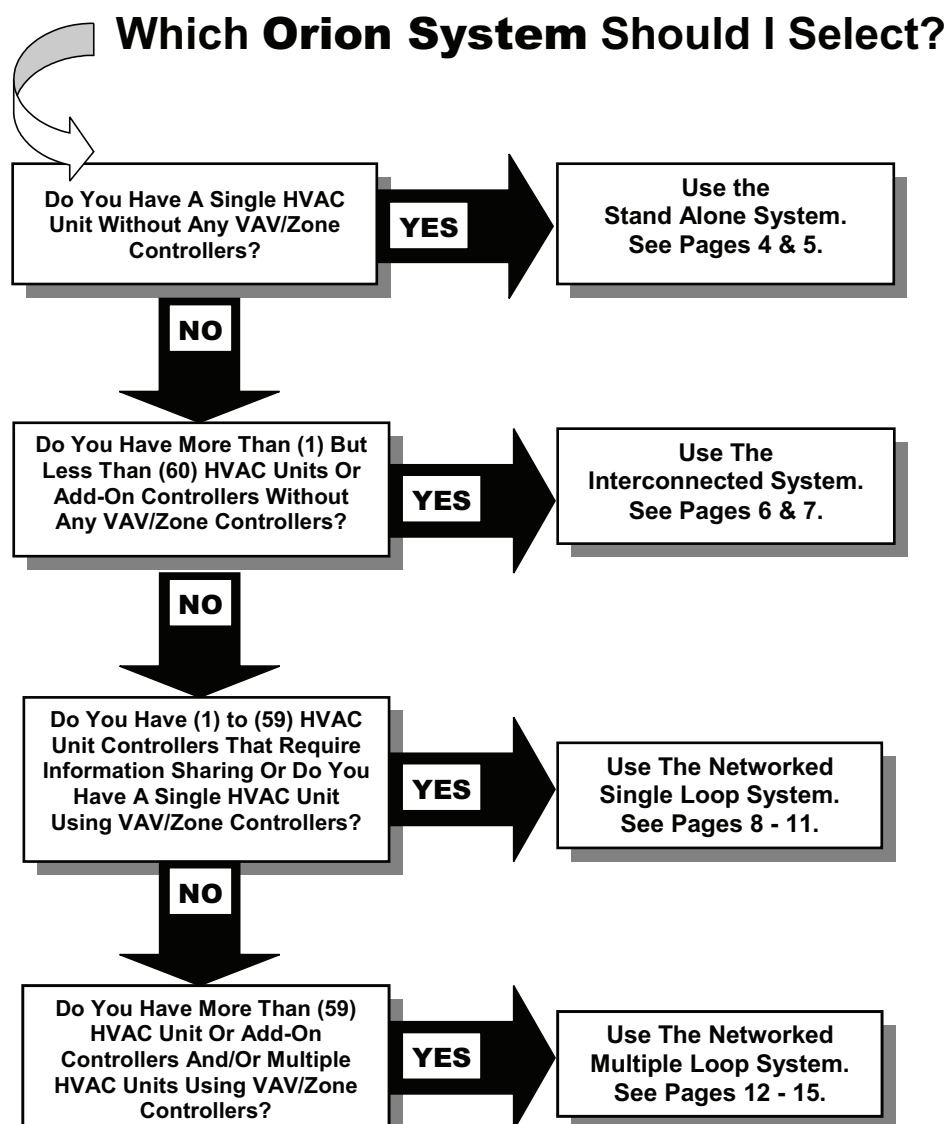 Which Orion System Should I Select?
Do You Have A Single HVAC
Unit Without Any VAV/Zone
Controllers?
YES
Use the
Stand Alone System.
See Pages 4 & 5.
NO
Do You Have More Than (1) But
Less Than (60) HVAC Units Or
Add-On Controllers Without
Any VAV/Zone Controllers?
YES
Use The
Interconnected System.
See Pages 6 & 7.
NO
Do You Have (1) to (59) HVAC
Unit Controllers That Require
Information Sharing Or Do You
Have A Single HVAC Unit
Using VAV/Zone Controllers?
YES
Use The Networked
Single Loop System.
See Pages 8 - 11.
NO
Do You Have More Than (59)
HVAC Unit Or Add-On
Controllers And/Or Multiple
HVAC Units Using VAV/Zone
Controllers?
YES
Use The Networked
Multiple Loop System.
See Pages 12 - 15.